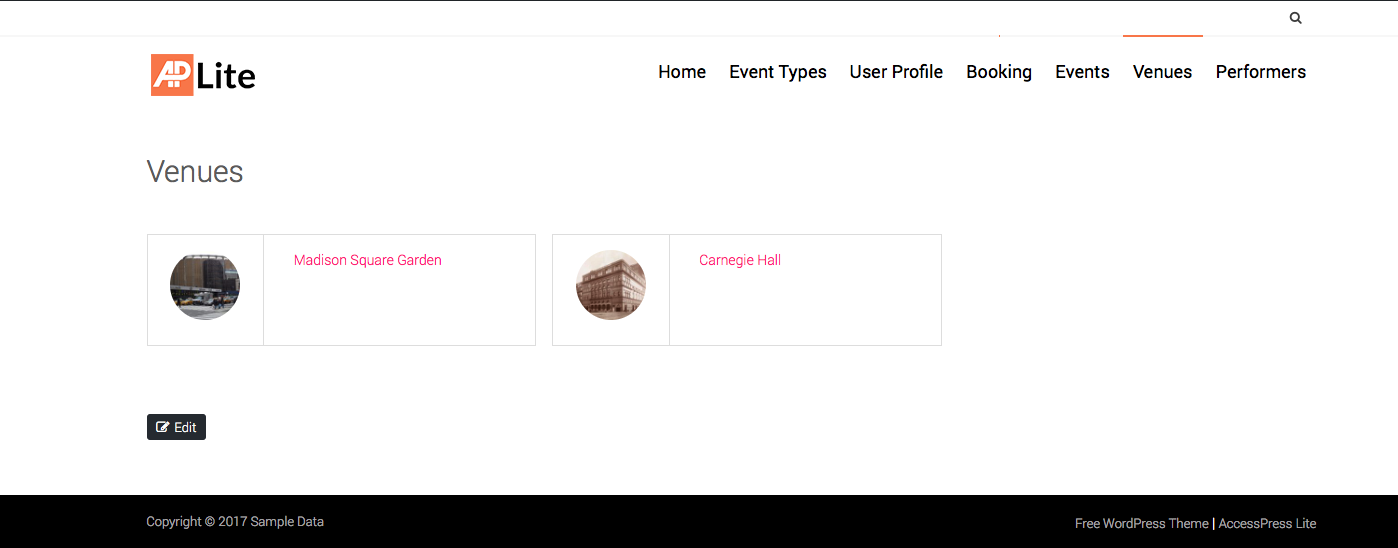 AP Lite
Home Event Types User Profile Booking Events Venues Performers
Venues
Madison Square Garden
Carnegie Hall
Edit
Copyright © 2017 Sample Data
Free WordPress Theme | AccessPress Lite